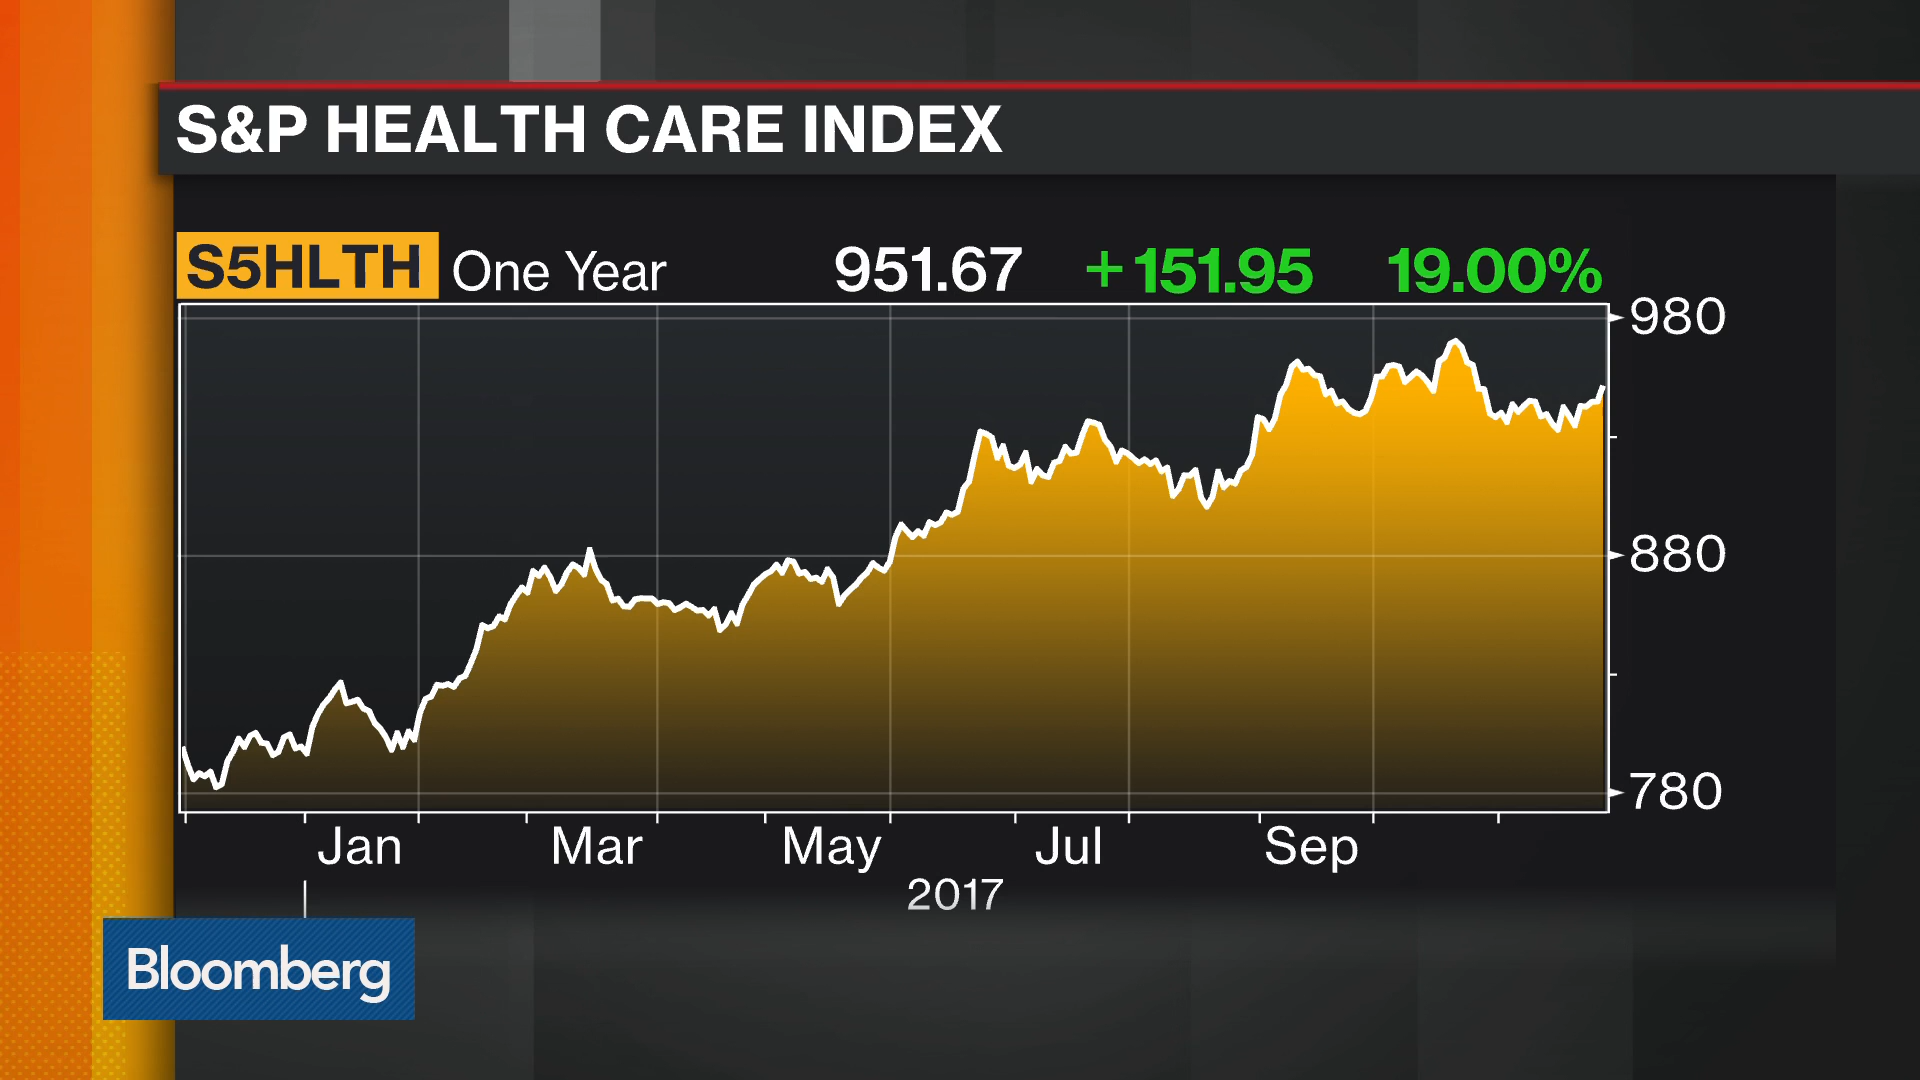 S&P HEALTH CARE INDEX
S5HLTH One Year 951.67 +151.95 19.00%
980
880
780
Jan Mar May Jul Sep
2017
Bloomberg